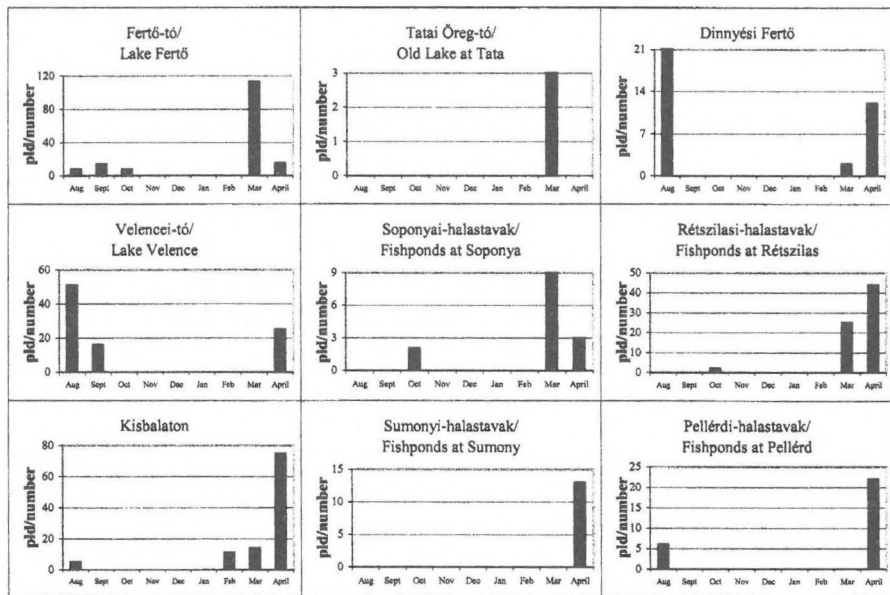 Fertő-tó/
Lake Fertő
pld/number
120
80
40
0
Aug Sept Oct Nov Dec Jan Feb Mar April
Tatai Öreg-tó/
Old Lake at Tata
pld/number
3
2
1
0
Aug Sept Oct Nov Dec Jan Feb Mar April
Dinnyési Fertő
pld/number
21
14
7
0
Aug Sept Oct Nov Dec Jan Feb Mar April
Velencei-tó/
Lake Velence
pld/number
60
40
20
0
Aug Sept Oct Nov Dec Jan Feb Mar April
Soponyai-halastavak/
Fishponds at Soponya
pld/number
9
6
3
0
Aug Sept Oct Nov Dec Jan Feb Mar April
Rétszilasi-halastavak/
Fishponds at Rétszilas
pld/number
50
40
30
20
10
0
Aug Sept Oct Nov Dec Jan Feb Mar April
Kisbalaton
pld/number
80
60
40
20
0
Aug Sept Oct Nov Dec Jan Feb Mar April
Sumonyi-halastavak/
Fishponds at Sumony
pld/number
15
10
5
0
Aug Sept Oct Nov Dec Jan Feb Mar April
Pellérdi-halastavak/
Fishponds at Pellérd
pld/number
25
20
15
10
5
0
Aug Sept Oct Nov Dec Jan Feb Mar April